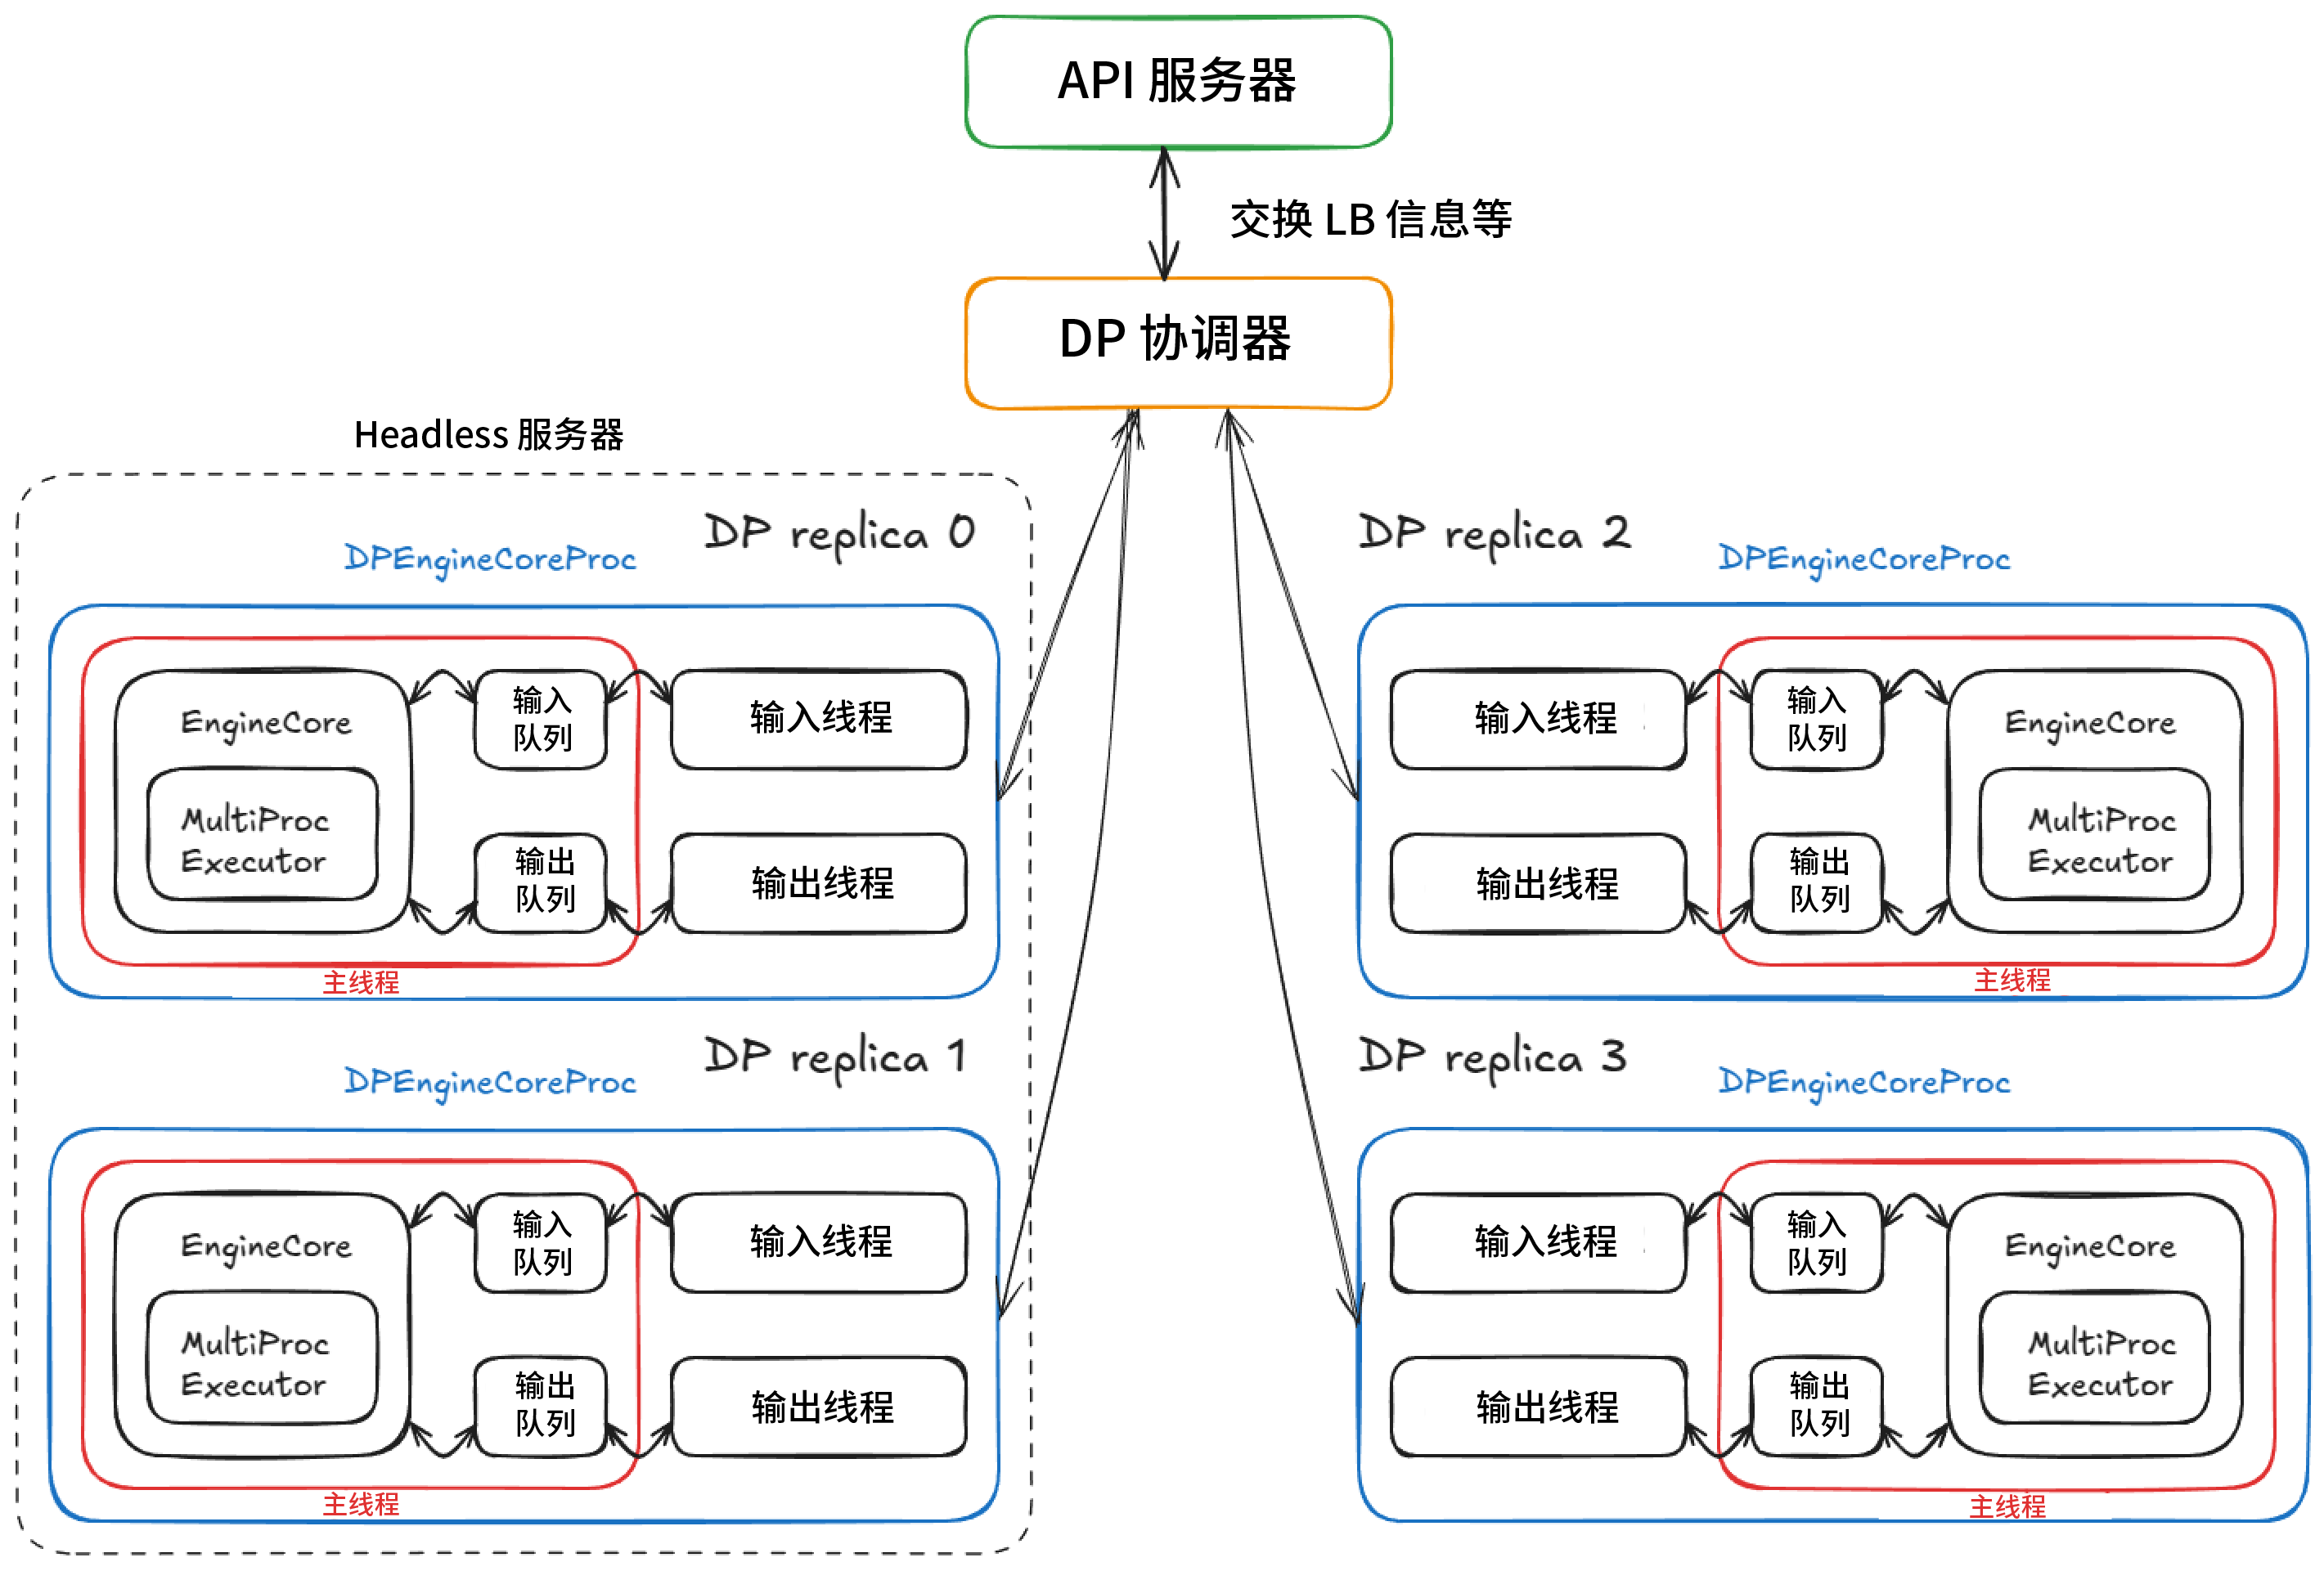 API 服务器
交换 LB 信息等
DP 协调器
Headless 服务器
DP replica 0
DPEngineCoreProc
EngineCore
MultiProc
Executor
输入
队列
输入线程
输出
队列
输出线程
主线程
DP replica 1
DPEngineCoreProc
EngineCore
MultiProc
Executor
输入
队列
输入线程
输出
队列
输出线程
主线程
DP replica 2
DPEngineCoreProc
输入线程
输入
队列
EngineCore
MultiProc
Executor
输出线程
输出
队列
主线程
DP replica 3
DPEngineCoreProc
输入线程
输入
队列
EngineCore
MultiProc
Executor
输出线程
输出
队列
主线程